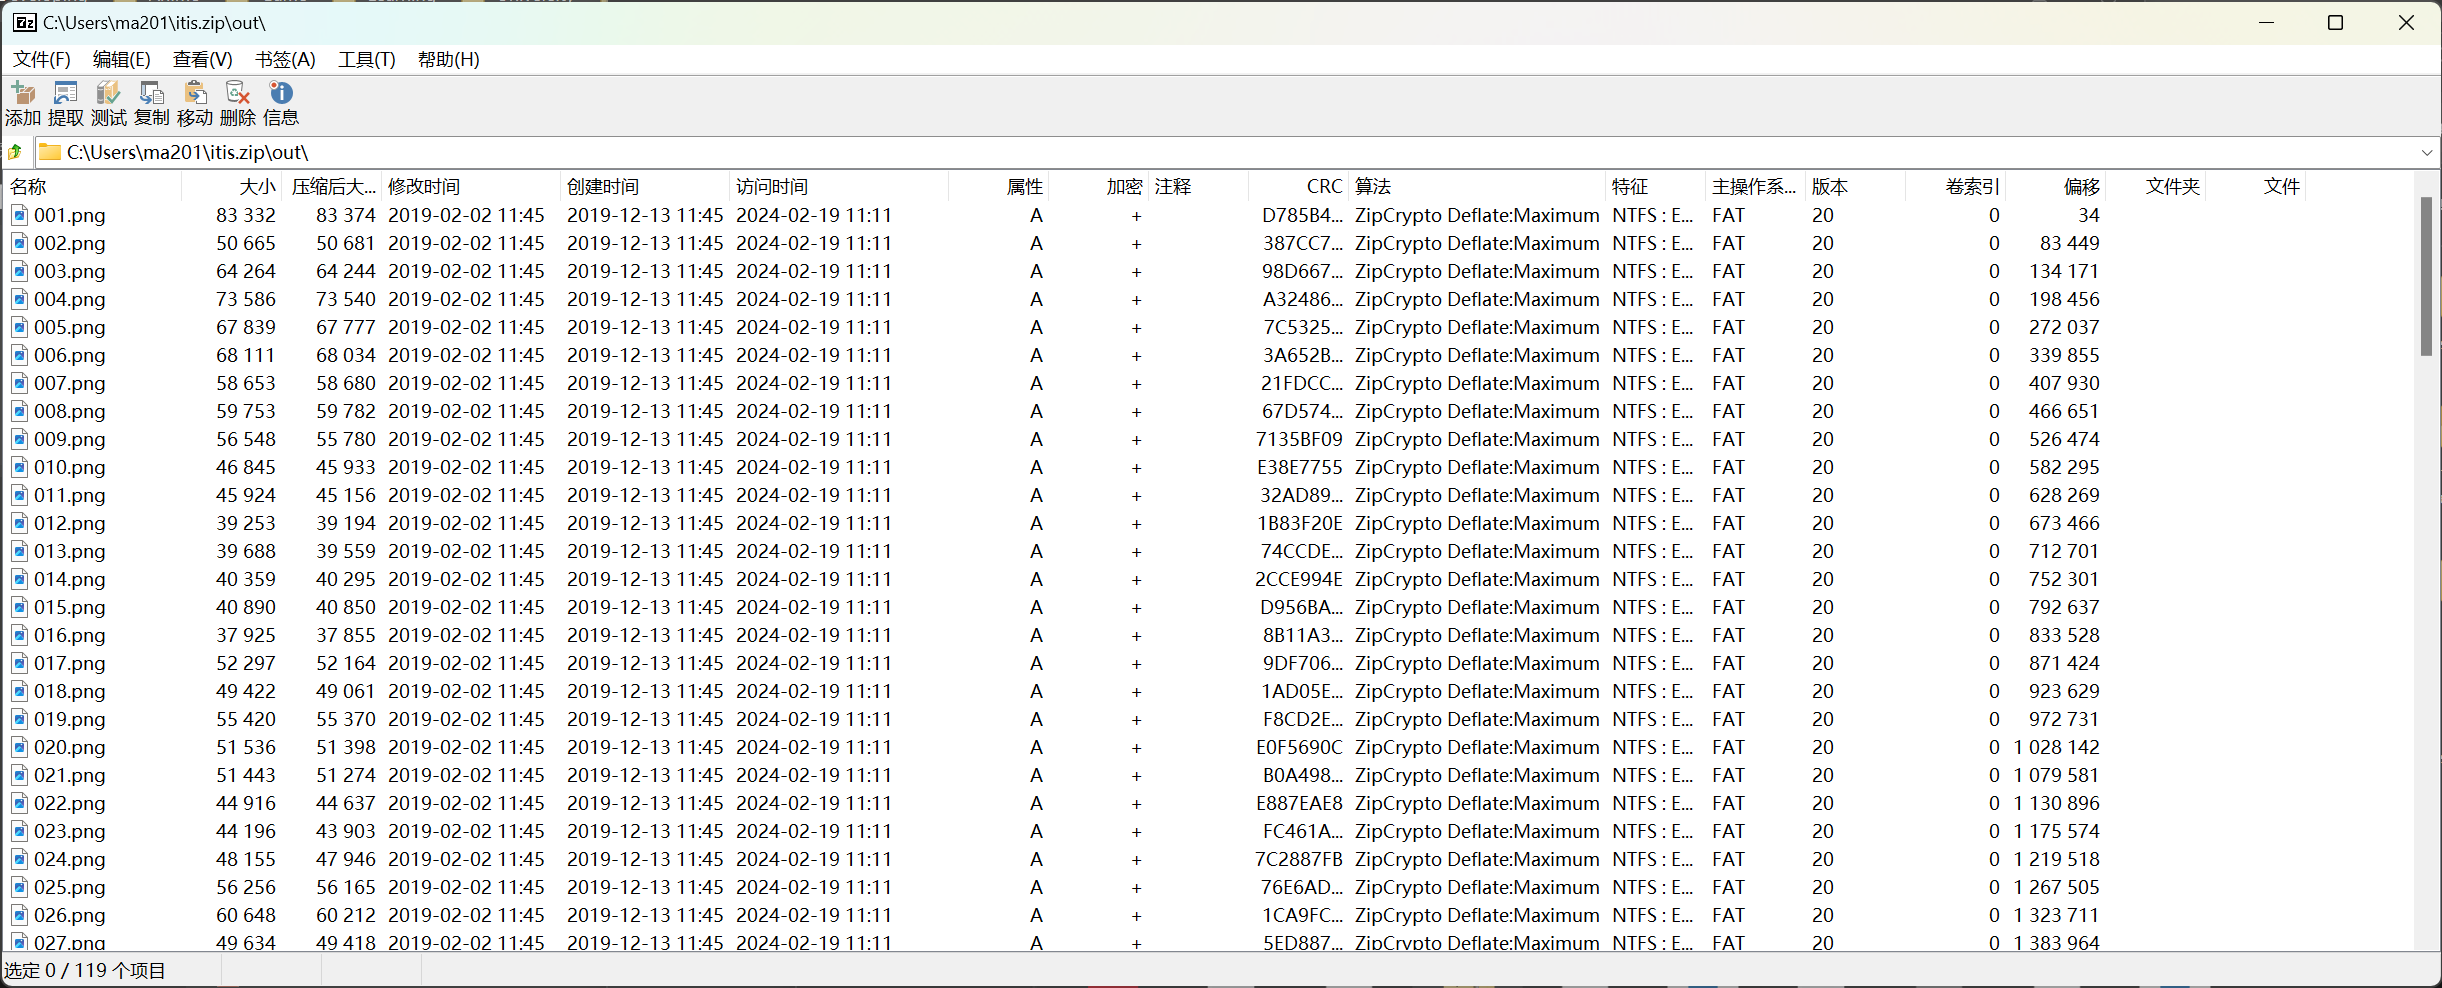 C:\Users\ma201\itis.zip\out\
文件(F) 编辑(E) 查看(V) 书签(A) 工具(T) 帮助(H)
添加 提取 测试 复制 移动 删除 信息
C:\Users\ma201\itis.zip\out\
名称 大小 压缩后大... 修改时间 创建时间 访问时间 属性 加密 注释 CRC 算法 特征 主操作系... 版本 卷索引 偏移 文件夹 文件
001.png 83 332 83 374 2019-02-02 11:45 2019-12-13 11:45 2024-02-19 11:11 A + D785B4... ZipCrypto Deflate:Maximum NTFS : E... FAT 20 0 34
002.png 50 665 50 681 2019-02-02 11:45 2019-12-13 11:45 2024-02-19 11:11 A + 387CC7... ZipCrypto Deflate:Maximum NTFS : E... FAT 20 0 83 449
003.png 64 264 64 244 2019-02-02 11:45 2019-12-13 11:45 2024-02-19 11:11 A + 98D667... ZipCrypto Deflate:Maximum NTFS : E... FAT 20 0 134 171
004.png 73 586 73 540 2019-02-02 11:45 2019-12-13 11:45 2024-02-19 11:11 A + A32486... ZipCrypto Deflate:Maximum NTFS : E... FAT 20 0 198 456
005.png 67 839 67 777 2019-02-02 11:45 2019-12-13 11:45 2024-02-19 11:11 A + 7C5325... ZipCrypto Deflate:Maximum NTFS : E... FAT 20 0 272 037
006.png 68 111 68 034 2019-02-02 11:45 2019-12-13 11:45 2024-02-19 11:11 A + 3A652B... ZipCrypto Deflate:Maximum NTFS : E... FAT 20 0 339 855
007.png 58 653 58 680 2019-02-02 11:45 2019-12-13 11:45 2024-02-19 11:11 A + 21FDCC... ZipCrypto Deflate:Maximum NTFS : E... FAT 20 0 407 930
008.png 59 753 59 782 2019-02-02 11:45 2019-12-13 11:45 2024-02-19 11:11 A + 67D574... ZipCrypto Deflate:Maximum NTFS : E... FAT 20 0 466 651
009.png 56 548 55 780 2019-02-02 11:45 2019-12-13 11:45 2024-02-19 11:11 A + 7135BF09 ZipCrypto Deflate:Maximum NTFS : E... FAT 20 0 526 474
010.png 46 845 45 933 2019-02-02 11:45 2019-12-13 11:45 2024-02-19 11:11 A + E38E7755 ZipCrypto Deflate:Maximum NTFS : E... FAT 20 0 582 295
011.png 45 924 45 156 2019-02-02 11:45 2019-12-13 11:45 2024-02-19 11:11 A + 32AD89... ZipCrypto Deflate:Maximum NTFS : E... FAT 20 0 628 269
012.png 39 253 39 194 2019-02-02 11:45 2019-12-13 11:45 2024-02-19 11:11 A + 1B83F20E ZipCrypto Deflate:Maximum NTFS : E... FAT 20 0 673 466
013.png 39 688 39 559 2019-02-02 11:45 2019-12-13 11:45 2024-02-19 11:11 A + 74CCDE... ZipCrypto Deflate:Maximum NTFS : E... FAT 20 0 712 701
014.png 40 359 40 295 2019-02-02 11:45 2019-12-13 11:45 2024-02-19 11:11 A + 2CCE994E ZipCrypto Deflate:Maximum NTFS : E... FAT 20 0 752 301
015.png 40 890 40 850 2019-02-02 11:45 2019-12-13 11:45 2024-02-19 11:11 A + D956BA... ZipCrypto Deflate:Maximum NTFS : E... FAT 20 0 792 637
016.png 37 925 37 855 2019-02-02 11:45 2019-12-13 11:45 2024-02-19 11:11 A + 8B11A3... ZipCrypto Deflate:Maximum NTFS : E... FAT 20 0 833 528
017.png 52 297 52 164 2019-02-02 11:45 2019-12-13 11:45 2024-02-19 11:11 A + 9DF706... ZipCrypto Deflate:Maximum NTFS : E... FAT 20 0 871 424
018.png 49 422 49 061 2019-02-02 11:45 2019-12-13 11:45 2024-02-19 11:11 A + 1AD05E... ZipCrypto Deflate:Maximum NTFS : E... FAT 20 0 923 629
019.png 55 420 55 370 2019-02-02 11:45 2019-12-13 11:45 2024-02-19 11:11 A + F8CD2E... ZipCrypto Deflate:Maximum NTFS : E... FAT 20 0 972 731
020.png 51 536 51 398 2019-02-02 11:45 2019-12-13 11:45 2024-02-19 11:11 A + E0F5690C ZipCrypto Deflate:Maximum NTFS : E... FAT 20 0 1 028 142
021.png 51 443 51 274 2019-02-02 11:45 2019-12-13 11:45 2024-02-19 11:11 A + B0A498... ZipCrypto Deflate:Maximum NTFS : E... FAT 20 0 1 079 581
022.png 44 916 44 637 2019-02-02 11:45 2019-12-13 11:45 2024-02-19 11:11 A + E887EAE8 ZipCrypto Deflate:Maximum NTFS : E... FAT 20 0 1 130 896
023.png 44 196 43 903 2019-02-02 11:45 2019-12-13 11:45 2024-02-19 11:11 A + FC461A... ZipCrypto Deflate:Maximum NTFS : E... FAT 20 0 1 175 574
024.png 48 155 47 946 2019-02-02 11:45 2019-12-13 11:45 2024-02-19 11:11 A + 7C2887FB ZipCrypto Deflate:Maximum NTFS : E... FAT 20 0 1 219 518
025.png 56 256 56 165 2019-02-02 11:45 2019-12-13 11:45 2024-02-19 11:11 A + 76E6AD... ZipCrypto Deflate:Maximum NTFS : E... FAT 20 0 1 267 505
026.png 60 648 60 212 2019-02-02 11:45 2019-12-13 11:45 2024-02-19 11:11 A + 1CA9FC... ZipCrypto Deflate:Maximum NTFS : E... FAT 20 0 1 323 711
027.png 49 634 49 418 2019-02-02 11:45 2019-12-13 11:45 2024-02-19 11:11 A + 5ED887... ZipCrypto Deflate:Maximum NTFS : E... FAT 20 0 1 383 964
选定 0 / 119 个项目